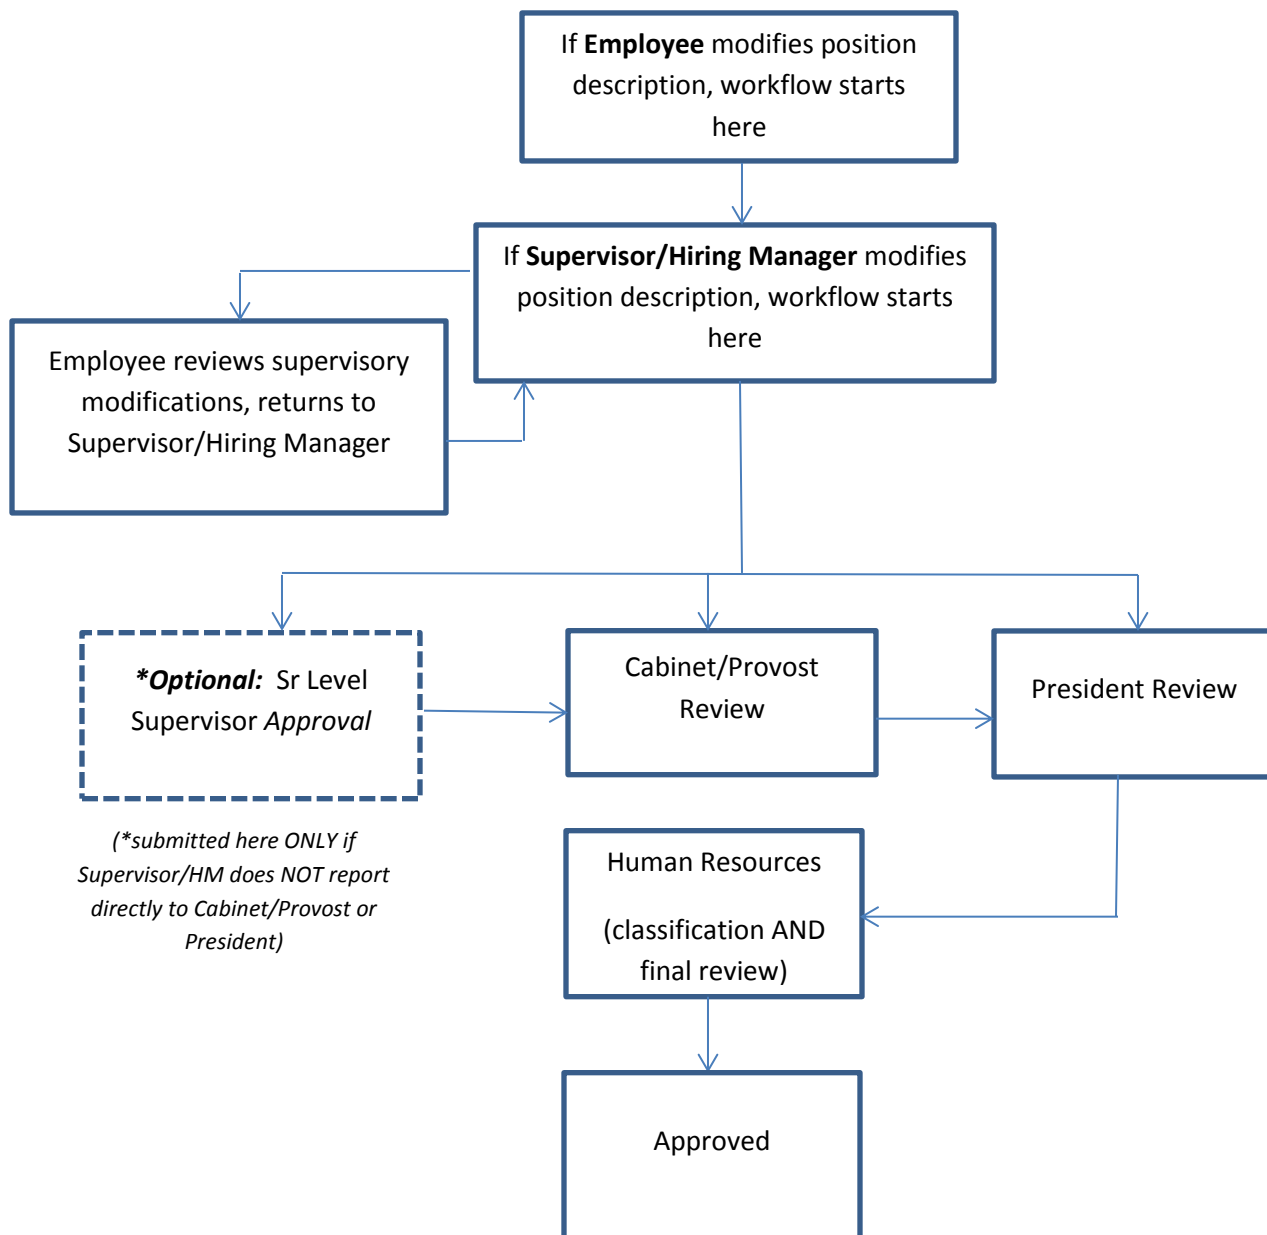 If Employee modifies position
description, workflow starts
here
If Supervisor/Hiring Manager modifies
position description, workflow starts
here
Employee reviews supervisory
modifications, returns to
Supervisor/Hiring Manager
*Optional:  Sr Level
Supervisor Approval
Cabinet/Provost
Review
President Review
(*submitted here ONLY if
Supervisor/HM does NOT report
directly to Cabinet/Provost or
President)
Human Resources
(classification AND
final review)
Approved